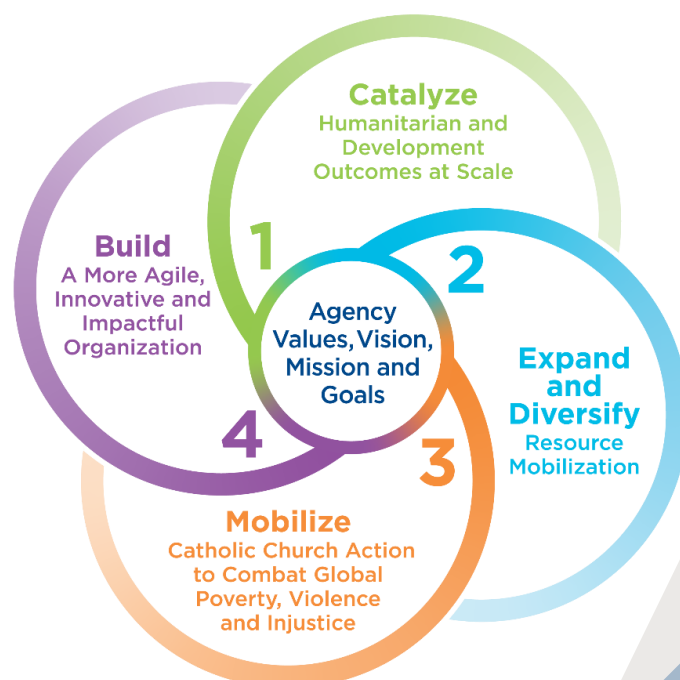 Catalyze
Humanitarian and
Development
Outcomes at Scale
1
2
Expand
and
Diversify
Resource
Mobilization
3
Mobilize
Catholic Church Action
to Combat Global
Poverty, Violence
and Injustice
4
Build
A More Agile,
Innovative and
Impactful
Organization
Agency
Values, Vision,
Mission and
Goals